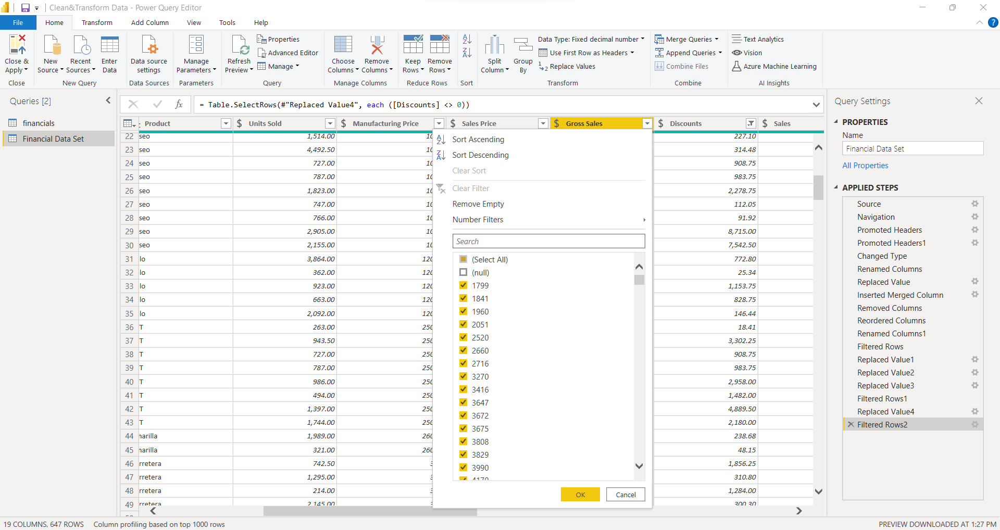 Clean&Transform Data - Power Query Editor
File Home Transform Add Column View Tools Help
Close & Apply
Close
New Source
Recent Sources
Enter Data
New Query
Data source settings
Data Sources
Manage Parameters
Parameters
Refresh Preview
Properties
Advanced Editor
Manage
Query
Choose Columns
Remove Columns
Manage Columns
Keep Rows
Remove Rows
Reduce Rows
Sort
Split Column
Group By
Data Type: Fixed decimal number
Use First Row as Headers
Replace Values
Transform
Merge Queries
Append Queries
Combine Files
Combine
Text Analytics
Vision
Azure Machine Learning
AI Insights
Queries [2]
financials
Financial Data Set
fx
= Table.SelectRows(#"Replaced Value4", each ([Discounts] <> 0))
Product $ Units Sold $ Manufacturing Price $ Sales Price $ Gross Sales $ Discounts $ Sales
22 seo 1,514.00 10 227.10
23 seo 4,492.50 10 314.48
24 seo 727.00 10 908.75
25 seo 787.00 10 983.75
26 seo 1,823.00 10 2,278.75
27 seo 747.00 10 112.05
28 seo 766.00 10 91.92
29 seo 2,905.00 10 8,715.00
30 seo 2,155.00 10 7,542.50
31 lo 3,864.00 120 772.80
32 lo 362.00 120 25.34
33 lo 923.00 120 1,153.75
34 lo 663.00 120 828.75
35 lo 2,092.00 120 146.44
36 T 263.00 250 18.41
37 T 943.50 250 3,302.25
38 T 727.00 250 908.75
39 T 787.00 250 983.75
40 T 986.00 250 2,958.00
41 T 494.00 250 1,482.00
42 T 1,397.00 250 4,889.50
43 T 1,744.00 250 2,180.00
44 narilla 1,989.00 260 238.68
45 narilla 321.00 260 48.15
46 rretera 742.50 3 1,856.25
47 rretera 1,295.00 3 310.80
48 rretera 214.00 3 1,284.00
49 rretera 2,145.00 300.30
Sort Ascending
Sort Descending
Clear Sort
Clear Filter
Remove Empty
Number Filters
Search
(Select All)
(null)
1799
1841
1960
2051
2520
2660
2716
3270
3416
3647
3672
3675
3808
3829
3990
4170
OK Cancel
Query Settings
PROPERTIES
Name
Financial Data Set
All Properties
APPLIED STEPS
Source
Navigation
Promoted Headers
Promoted Headers1
Changed Type
Renamed Columns
Replaced Value
Inserted Merged Column
Removed Columns
Reordered Columns
Renamed Columns1
Filtered Rows
Replaced Value1
Replaced Value2
Replaced Value3
Filtered Rows1
Replaced Value4
Filtered Rows2
19 COLUMNS, 647 ROWS Column profiling based on top 1000 rows PREVIEW DOWNLOADED AT 1:27 PM